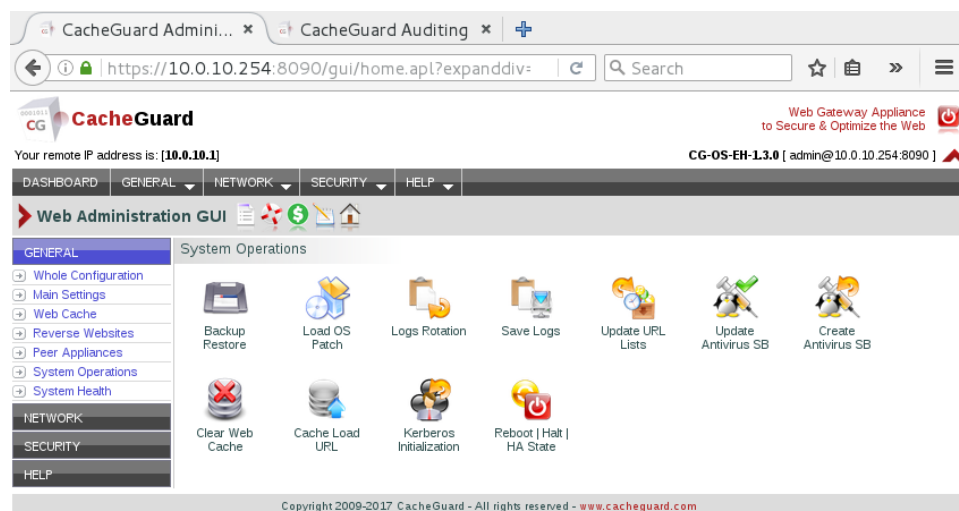 CacheGuard Admini...
CacheGuard Auditing
https://10.0.10.254:8090/gui/home.apl?expanddiv=
Search
CG
CacheGuard
Web Gateway Appliance
to Secure & Optimize the Web
Your remote IP address is: [10.0.10.1]
CG-OS-EH-1.3.0 [ admin@10.0.10.254:8090 ]
DASHBOARD GENERAL NETWORK SECURITY HELP
Web Administration GUI
GENERAL
Whole Configuration
Main Settings
Web Cache
Reverse Websites
Peer Appliances
System Operations
System Health
NETWORK
SECURITY
HELP
System Operations
Backup
Restore
Load OS
Patch
Logs Rotation
Save Logs
Update URL
Lists
Update
Antivirus SB
Create
Antivirus SB
Clear Web
Cache
Cache Load
URL
Kerberos
Initialization
Reboot | Halt |
HA State
Copyright 2009-2017 CacheGuard - All rights reserved - www.cacheguard.com